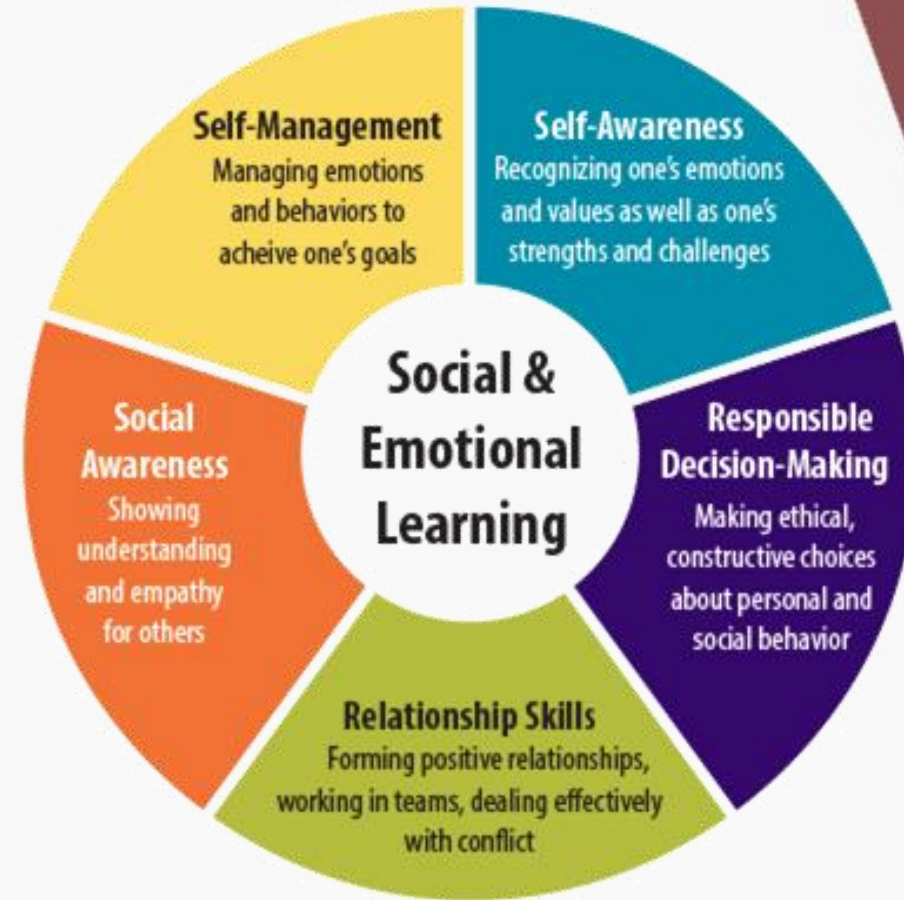 Self-Management
Managing emotions
and behaviors to
acheive one's goals
Self-Awareness
Recognizing one's emotions
and values as well as one's
strengths and challenges
Social &
Emotional
Learning
Social
Awareness
Showing
understanding
and empathy
for others
Responsible
Decision-Making
Making ethical,
constructive choices
about personal and
social behavior
Relationship Skills
Forming positive relationships,
working in teams, dealing effectively
with conflict